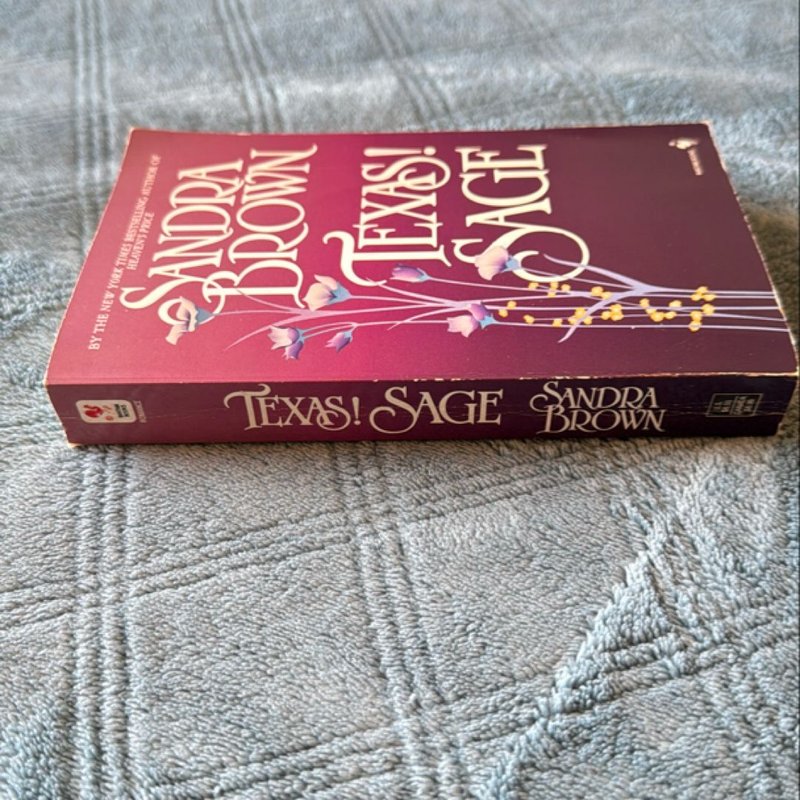 BY THE NEW YORK TIMES BESTSELLING AUTHOR OF
HEAVEN'S PRICE
SANDRA
BROWN
TEXAS!
SAGE
TEXAS! SAGE
SANDRA
BROWN